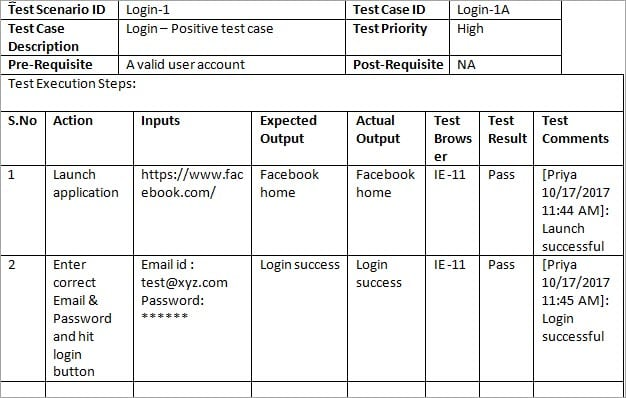 Test Scenario ID Login-1 Test Case ID Login-1A
Test Case Login – Positive test case Test Priority High
Description
Pre-Requisite A valid user account Post-Requisite NA
Test Execution Steps:
S.No Action Inputs Expected Actual Test Test Test
Output Output Brows Result Comments
er
1 Launch https://www.fac Facebook Facebook IE-11 Pass [Priya
application ebook.com/ home home 10/17/2017
11:44 AM]:
Launch
successful
2 Enter Email id : Login success Login IE-11 Pass [Priya
correct test@xyz.com success 10/17/2017
Email & Password: 11:45 AM]:
Password ****** Login
and hit successful
login
button